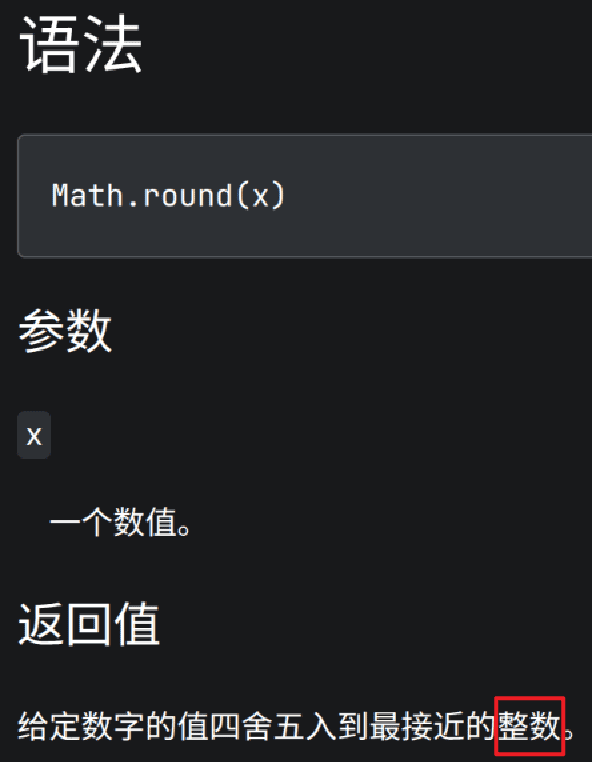 语法
Math.round(x)
参数
x
一个数值。
返回值
给定数字的值四舍五入到最接近的整数。